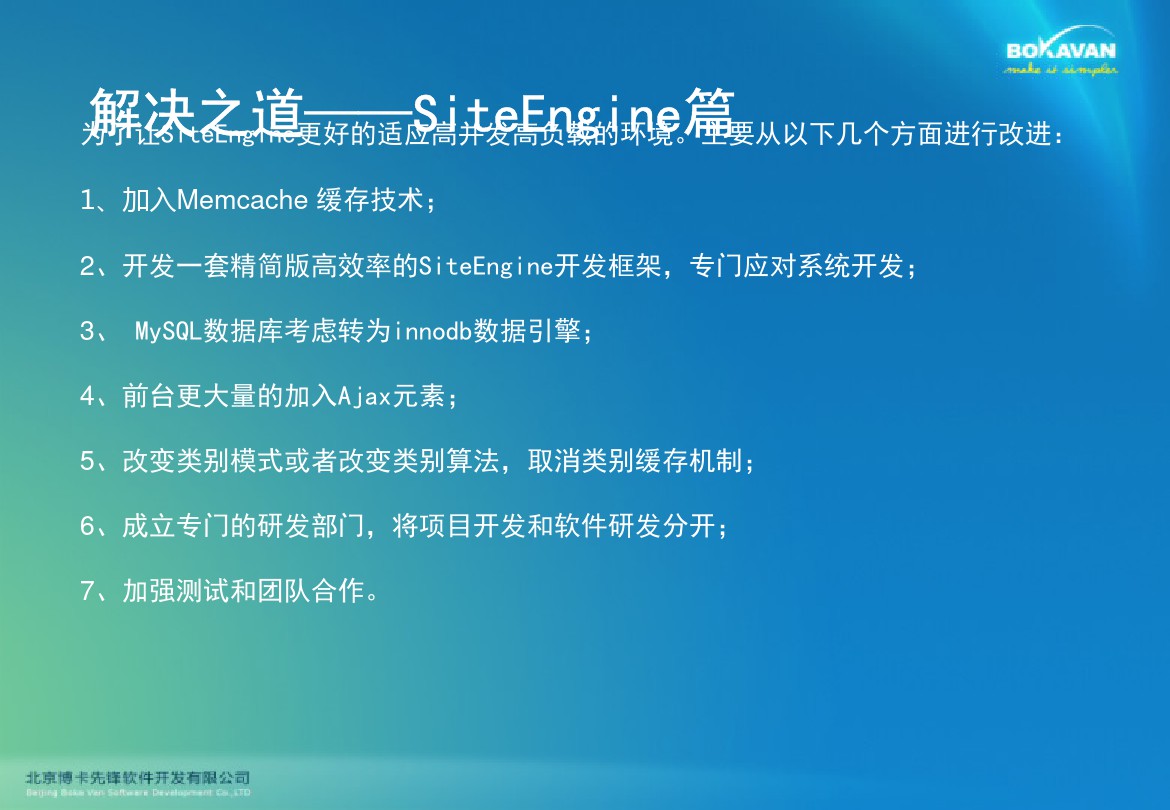 BOKAVAN
make it simpler
解决之道——SiteEngine篇
为了让SiteEngine更好的适应高并发高负载的环境。主要从以下几个方面进行改进：
1、加入Memcache 缓存技术；
2、开发一套精简版高效率的SiteEngine开发框架，专门应对系统开发；
3、 MySQL数据库考虑转为innodb数据引擎；
4、前台更大量的加入Ajax元素；
5、改变类别模式或者改变类别算法，取消类别缓存机制；
6、成立专门的研发部门，将项目开发和软件研发分开；
7、加强测试和团队合作。
北京博卡先锋软件开发有限公司
Beijing Boka Van Software Development Co.,LTD